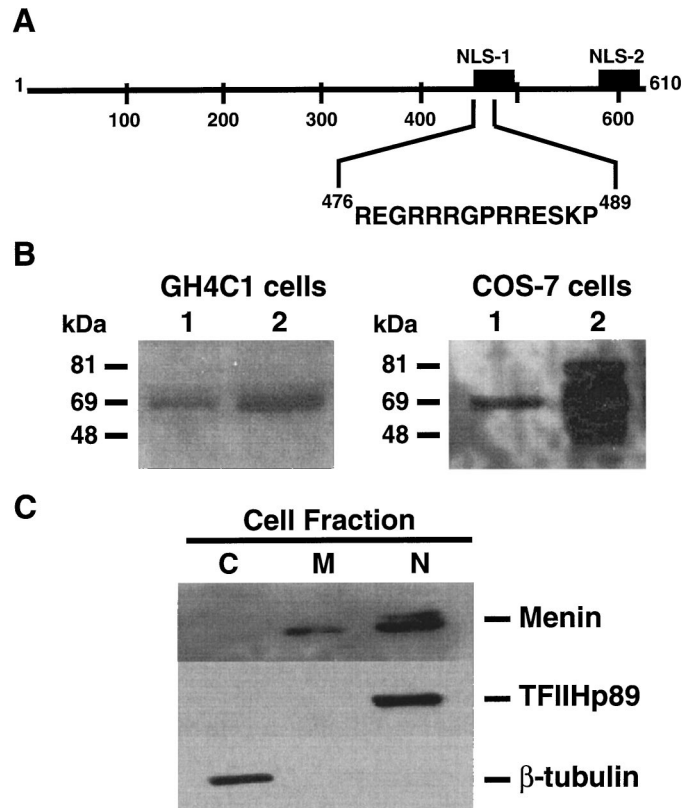 A
NLS-1 NLS-2
1 610
100 200 300 400 600
476REGRRRGPRRESKP489
B
GH4C1 cells COS-7 cells
kDa 1 2 kDa 1 2
81 81
69 69
48 48
C
Cell Fraction
C M N
Menin
TFIIHp89
β-tubulin